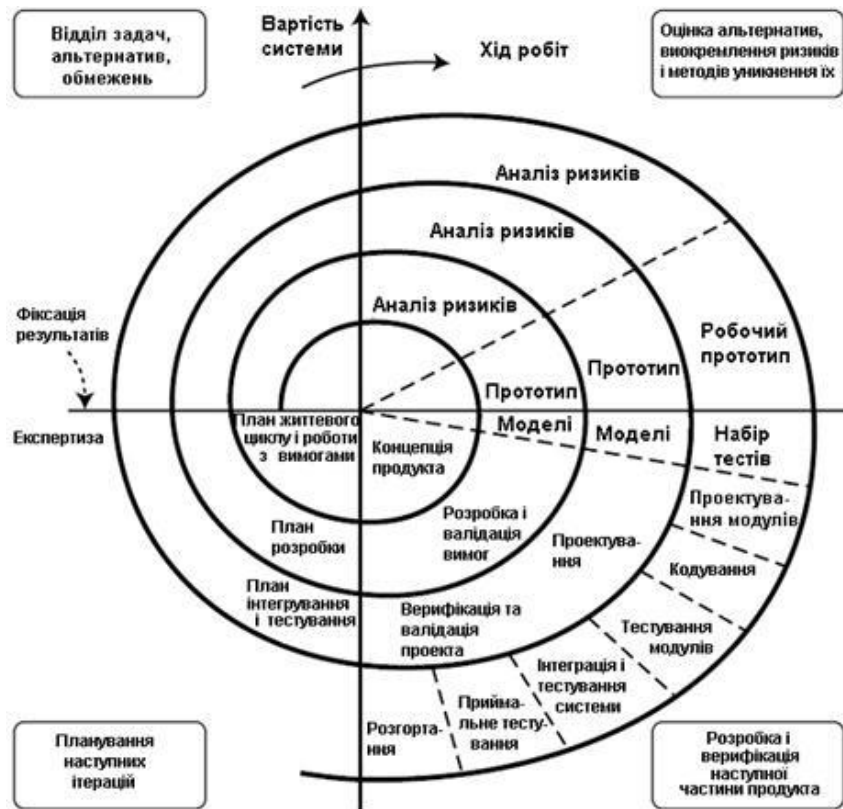 Відділ задач,
альтернатив,
обмежень
Вартість
системи
Хід робіт
Оцінка альтернатив,
виокремлення ризиків
і методів уникнення їх
Аналіз ризиків
Аналіз ризиків
Аналіз ризиків
Фіксація
результатів
Робочий
прототип
Прототип
Прототип
Експертиза
План життевого
циклу і роботи
з вимогами
Концепція
продукта
Моделі
Моделі
Набір
тестів
Проектува-
ння модулів
План
розробки
Розробка і
валідація
вимог
Проектува-
ння
Кодування
План
інтегрування
і тестування
Верифікація та
валідація
проекта
Тестування
модулів
Інтеграція і
тестування
системи
Приймa-
льне тесту-
вання
Розгорта-
ння
Планування
наступних
ітерацій
Розробка і
верифікація
наступної
частини продукта